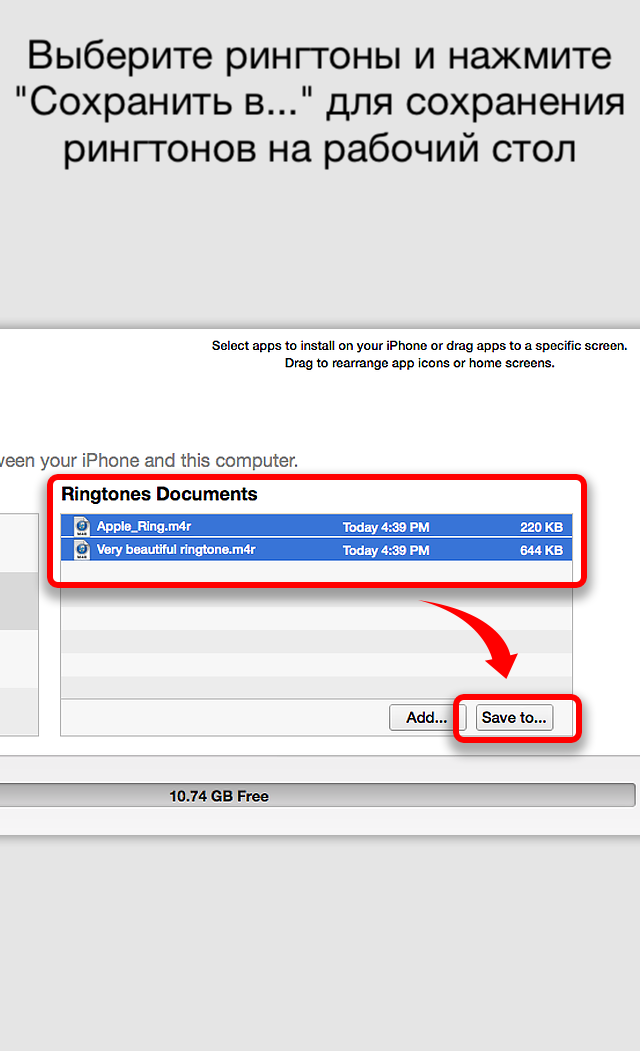 Выберите рингтоны и нажмите
"Сохранить в..." для сохранения
рингтонов на рабочий стол
Select apps to install on your iPhone or drag apps to a specific screen.
Drag to rearrange app icons or home screens.
your iPhone and this computer.
Ringtones Documents
Apple_Ring.m4r Today 4:39 PM 220 KB
Very beautiful ringtone.m4r Today 4:39 PM 644 KB
Add... Save to...
10.74 GB Free